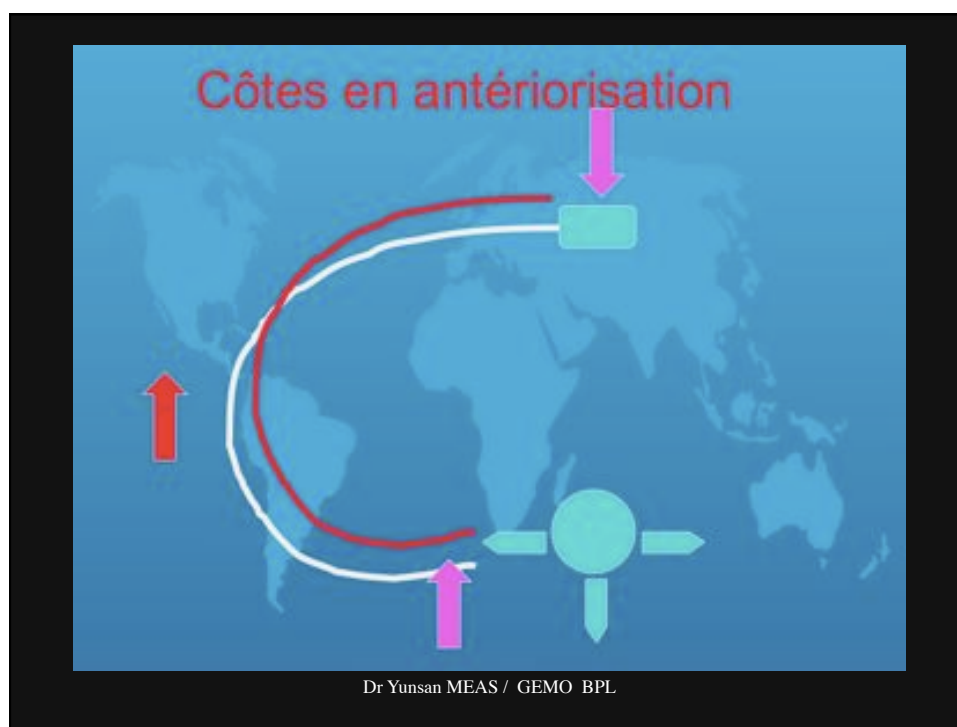 Côtes en antériorisation
Dr Yunsan MEAS / GEMO BPL